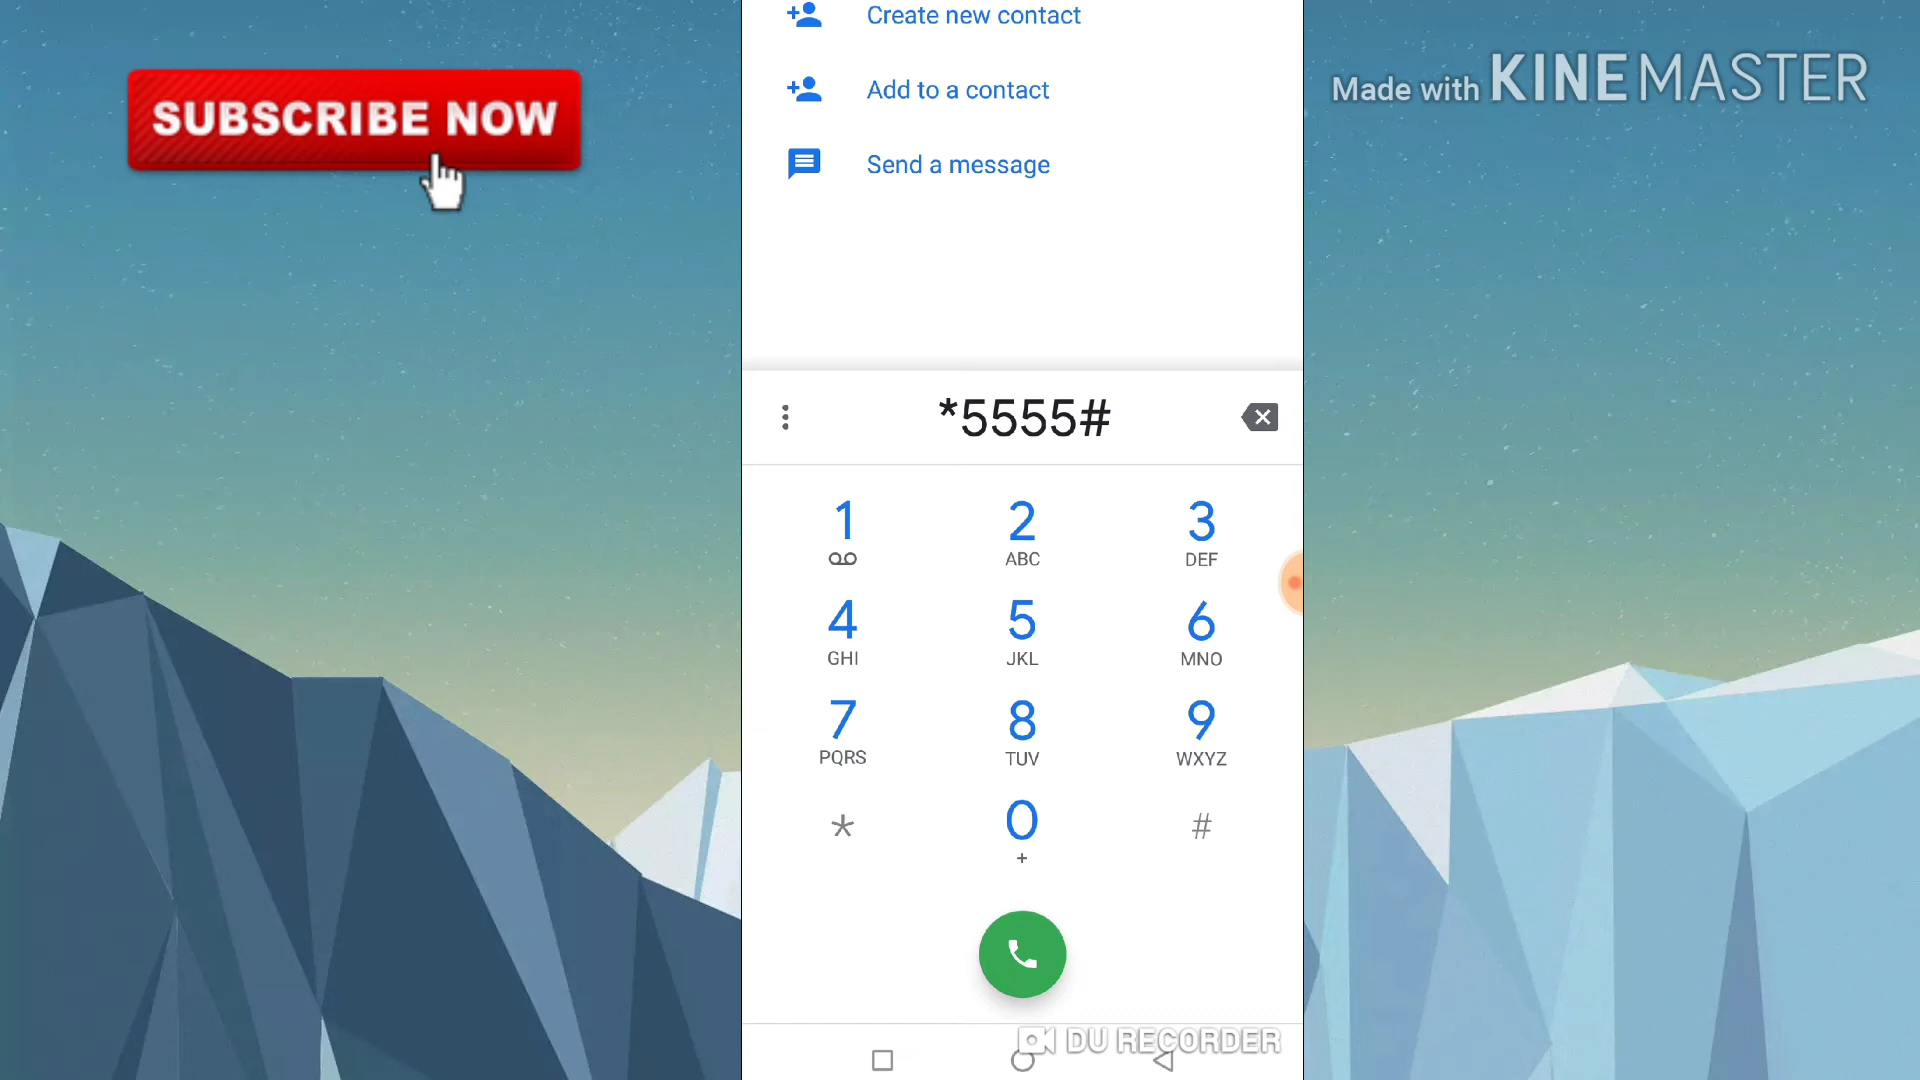 Create new contact
SUBSCRIBE NOW
Made with KINEMASTER
Add to a contact
Send a message
*5555#
1 2 3
ABC DEF
4 5 6
GHI JKL MNO
7 8 9
PQRS TUV WXYZ
* 0 #
+
DU RECORDER